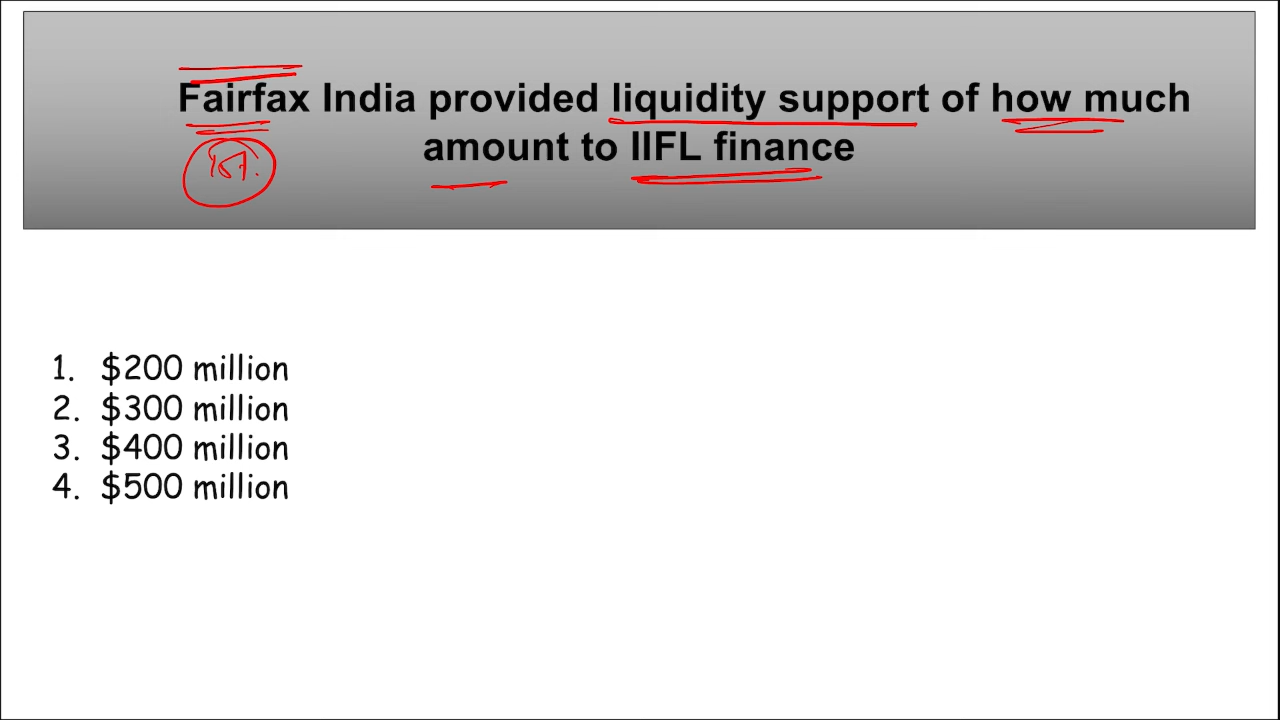 Fairfax India provided liquidity support of how much
amount to IIFL finance
15%.
1. $200 million
2. $300 million
3. $400 million
4. $500 million